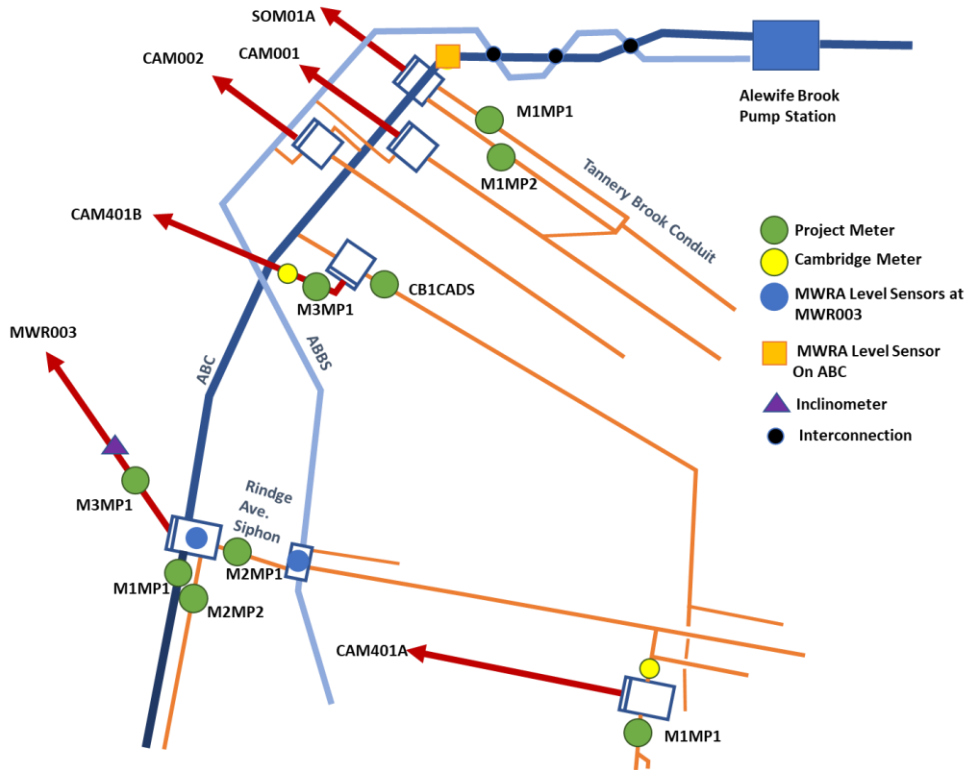 SOM01A
CAM002
CAM001
Alewife Brook
Pump Station
M1MP1
M1MP2
Tannery Brook Conduit
CAM401B
M3MP1
CB1CADS
Project Meter
Cambridge Meter
MWRA Level Sensors at
MWR003
MWRA Level Sensor
On ABC
Inclinometer
Interconnection
MWR003
ABC
ABBS
M3MP1
Rindge
Ave.
Siphon
M1MP1
M2MP1
M2MP2
CAM401A
M1MP1